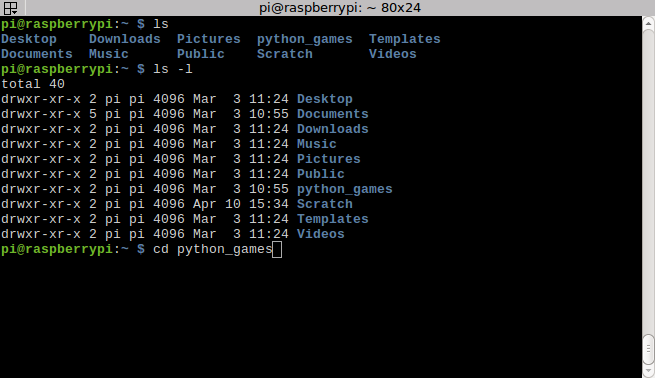 pi@raspberrypi: ~ 80x24
pi@raspberrypi:~ $ ls
Desktop    Downloads  Pictures  python_games  Templates
Documents  Music      Public    Scratch       Videos
pi@raspberrypi:~ $ ls -l
total 40
drwxr-xr-x 2 pi pi 4096 Mar  3 11:24 Desktop
drwxr-xr-x 5 pi pi 4096 Mar  3 10:55 Documents
drwxr-xr-x 2 pi pi 4096 Mar  3 11:24 Downloads
drwxr-xr-x 2 pi pi 4096 Mar  3 11:24 Music
drwxr-xr-x 2 pi pi 4096 Mar  3 11:24 Pictures
drwxr-xr-x 2 pi pi 4096 Mar  3 11:24 Public
drwxr-xr-x 2 pi pi 4096 Mar  3 10:55 python_games
drwxr-xr-x 2 pi pi 4096 Apr 10 15:34 Scratch
drwxr-xr-x 2 pi pi 4096 Mar  3 11:24 Templates
drwxr-xr-x 2 pi pi 4096 Mar  3 11:24 Videos
pi@raspberrypi:~ $ cd python_games